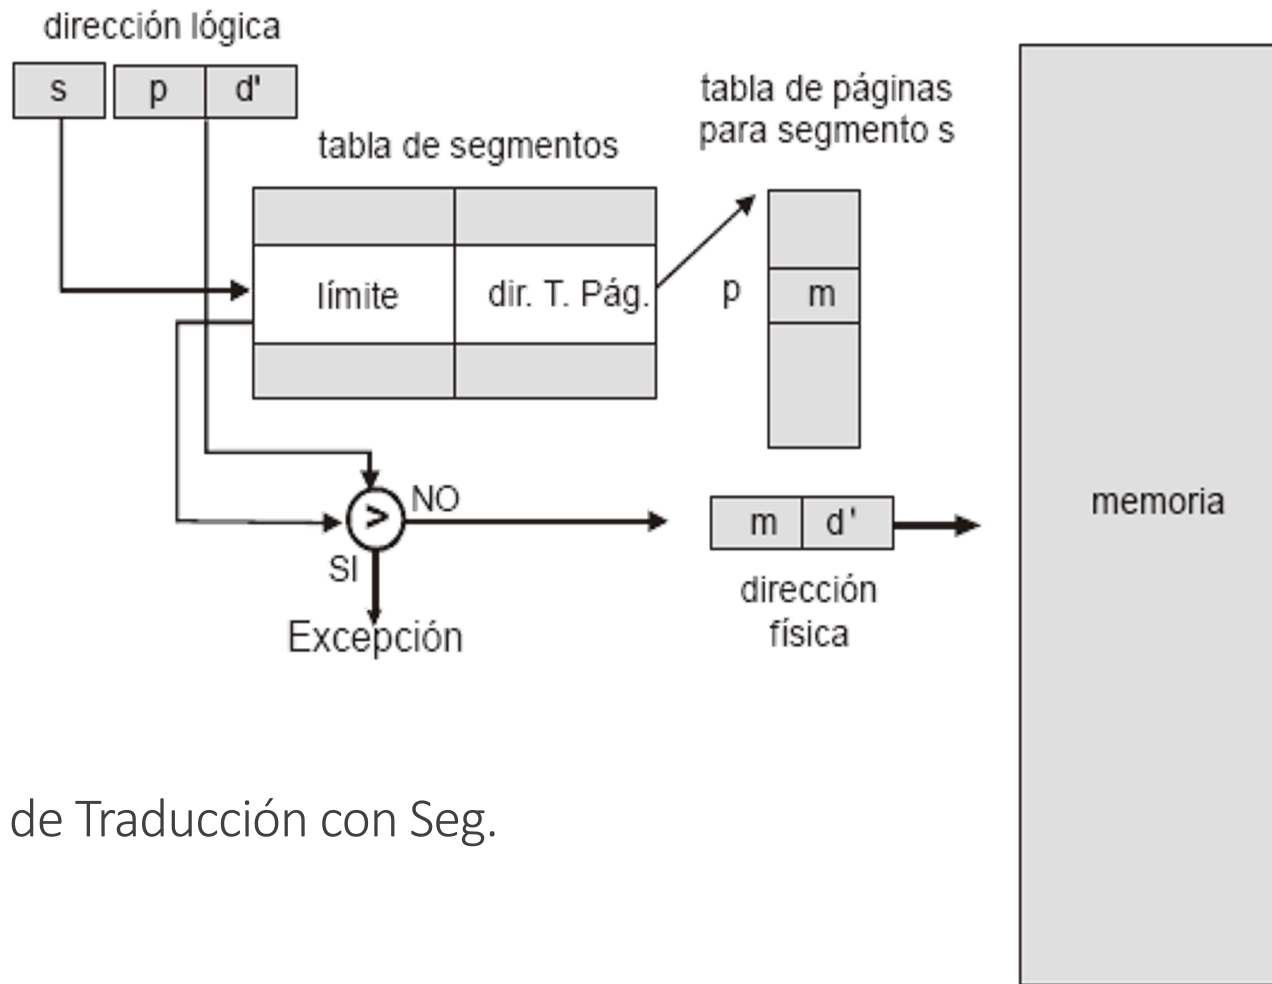 dirección lógica
s p d'
tabla de segmentos
tabla de páginas
para segmento s
límite dir. T. Pág.
p m
> NO
SI
Excepción
m d'
dirección
física
memoria
de Traducción con Seg.